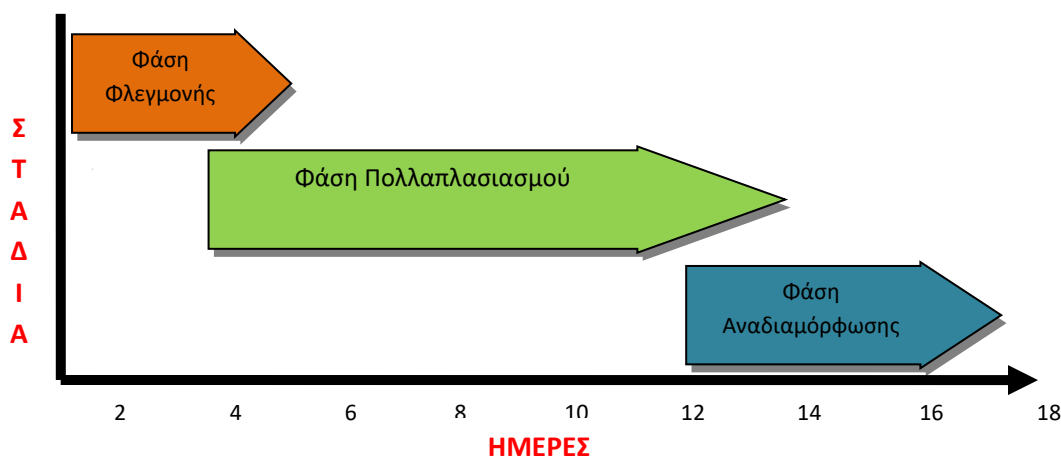 Φάση
Φλεγμονής
Φάση Πολλαπλασιασμού
Φάση
Αναδιαμόρφωσης
Σ
Τ
Α
Δ
Ι
Α
2 4 6 8 10 12 14 16 18
ΗΜΕΡΕΣ